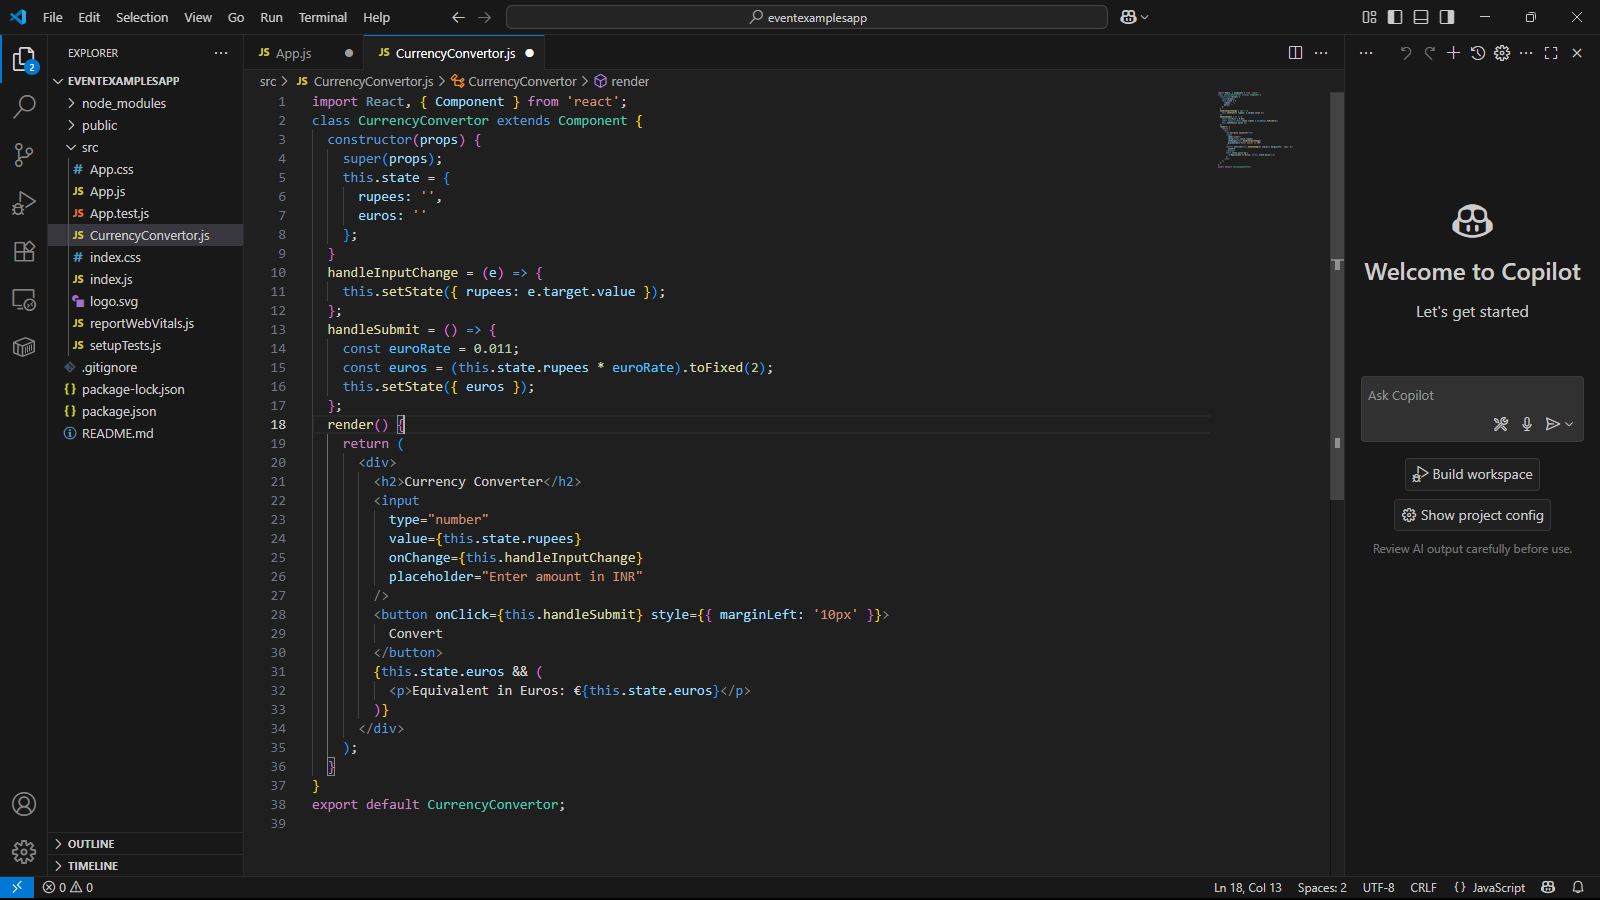 File Edit Selection View Go Run Terminal Help
eventexamplesapp
EXPLORER
EVENTEXAMPLESAPP
node_modules
public
src
# App.css
JS App.js
JS App.test.js
JS CurrencyConvertor.js
# index.css
JS index.js
logo.svg
JS reportWebVitals.js
JS setupTests.js
.gitignore
{} package-lock.json
{} package.json
README.md
OUTLINE
TIMELINE
2
JS App.js
JS CurrencyConvertor.js
src > JS CurrencyConvertor.js > CurrencyConvertor > render
1 import React, { Component } from 'react';
2 class CurrencyConvertor extends Component {
3 constructor(props) {
4 super(props);
5 this.state = {
6 rupees: '',
7 euros: ''
8 };
9 }
10 handleInputChange = (e) => {
11 this.setState({ rupees: e.target.value });
12 };
13 handleSubmit = () => {
14 const euroRate = 0.011;
15 const euros = (this.state.rupees * euroRate).toFixed(2);
16 this.setState({ euros });
17 };
18 render() {
19 return (
20 <div>
21 <h2>Currency Converter</h2>
22 <input
23 type="number"
24 value={this.state.rupees}
25 onChange={this.handleInputChange}
26 placeholder="Enter amount in INR"
27 />
28 <button onClick={this.handleSubmit} style={{ marginLeft: '10px' }}>
29 Convert
30 </button>
31 {this.state.euros && (
32 <p>Equivalent in Euros: €{this.state.euros}</p>
33 )}
34 </div>
35 );
36 }
37 }
38 export default CurrencyConvertor;
39
Welcome to Copilot
Let's get started
Ask Copilot
Build workspace
Show project config
Review AI output carefully before use.
0 0
Ln 18, Col 13 Spaces: 2 UTF-8 CRLF {} JavaScript